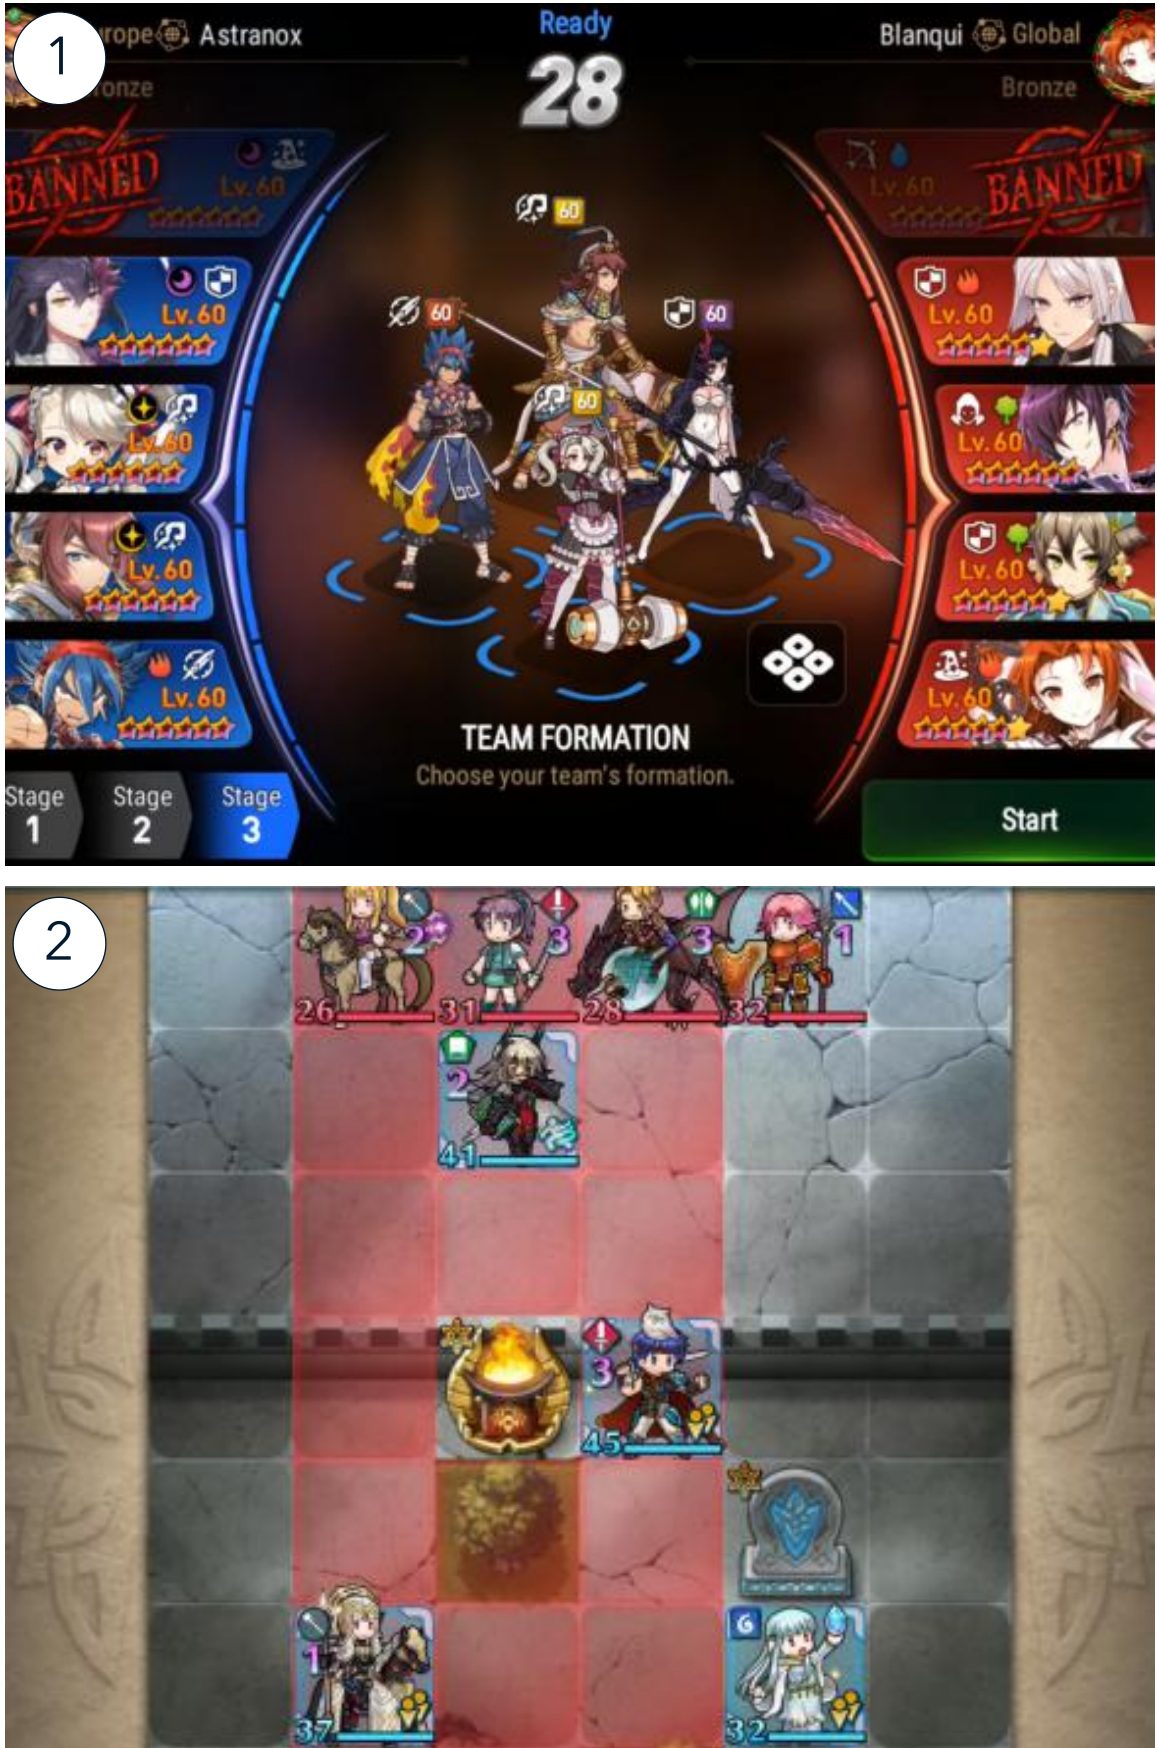 1
urope Astranox
onze
Ready
28
Blanqui Global
Bronze
BANNED
Lv.60
Lv.60
BANNED
Lv.60
Lv.60
Lv.60
Lv.60
Lv.60
Lv.60
Lv.60
Lv.60
60
60
60
60
TEAM FORMATION
Choose your team's formation.
Stage
1
Stage
2
Stage
3
Start
2
2
3
3
1
26
31
28
32
2
41
3
45
1
37
6
32